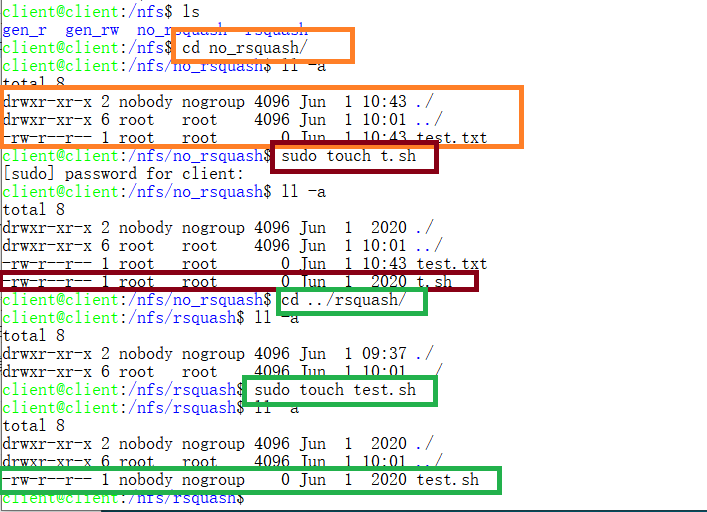 client@client:/nfs$ ls
gen_r gen_rw no_rsquash rsquash
client@client:/nfs$ cd no_rsquash/
client@client:/nfs/no_rsquash$ ll -a
total 8
drwxr-xr-x 2 nobody nogroup 4096 Jun 1 10:43 ./
drwxr-xr-x 6 root root 4096 Jun 1 10:01 ../
-rw-r--r-- 1 root root 0 Jun 1 10:43 test.txt
client@client:/nfs/no_rsquash$ sudo touch t.sh
[sudo] password for client:
client@client:/nfs/no_rsquash$ ll -a
total 8
drwxr-xr-x 2 nobody nogroup 4096 Jun 1 2020 ./
drwxr-xr-x 6 root root 4096 Jun 1 10:01 ../
-rw-r--r-- 1 root root 0 Jun 1 10:43 test.txt
-rw-r--r-- 1 root root 0 Jun 1 2020 t.sh
client@client:/nfs/no_rsquash$ cd ../rsquash/
client@client:/nfs/rsquash$ ll -a
total 8
drwxr-xr-x 2 nobody nogroup 4096 Jun 1 09:37 ./
drwxr-xr-x 6 root root 4096 Jun 1 10:01 ../
client@client:/nfs/rsquash$ sudo touch test.sh
client@client:/nfs/rsquash$ ll -a
total 8
drwxr-xr-x 2 nobody nogroup 4096 Jun 1 2020 ./
drwxr-xr-x 6 root root 4096 Jun 1 10:01 ../
-rw-r--r-- 1 nobody nogroup 0 Jun 1 2020 test.sh
client@client:/nfs/rsquash$